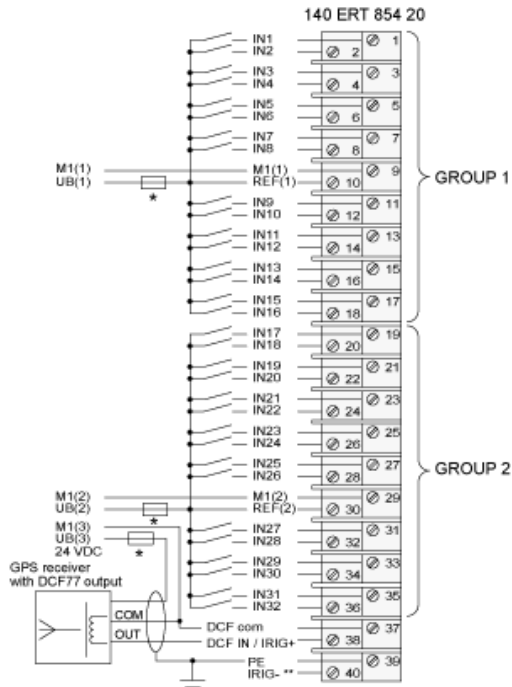 140 ERT 854 20
IN1 1
IN2 2
IN3 3
IN4 4
IN5 5
IN6 6
IN7 7
IN8 8
M1(1) M1(1) 9
UB(1) REF(1) 10 GROUP 1
*
IN9 11
IN10 12
IN11 13
IN12 14
IN13 15
IN14 16
IN15 17
IN16 18
IN17 19
IN18 20
IN19 21
IN20 22
IN21 23
IN22 24
IN23 25
IN24 26
IN25 27
IN26 28 GROUP 2
M1(2) M1(2) 29
UB(2) REF(2) 30
*
M1(3) IN27 31
UB(3) IN28 32
24 VDC *
GPS receiver IN29 33
with DCF77 output IN30 34
IN31 35
IN32 36
COM DCF com 37
OUT DCF IN / IRIG+ 38
PE 39
IRIG- ** 40